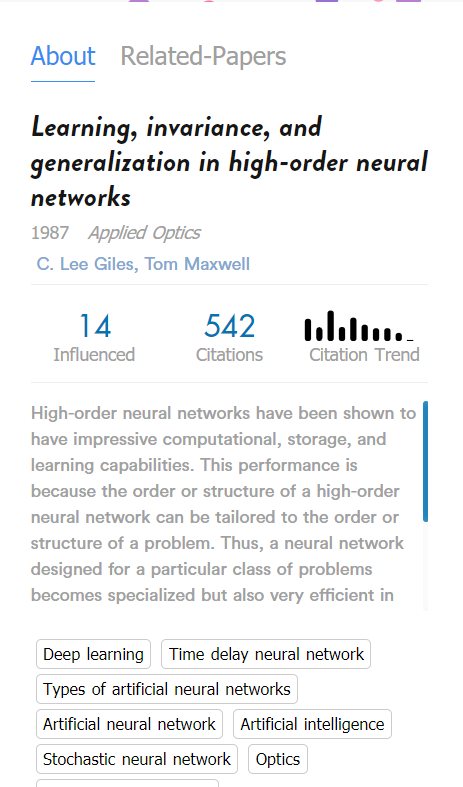 About Related-Papers
Learning, invariance, and
generalization in high-order neural
networks
1987 Applied Optics
C. Lee Giles, Tom Maxwell
14 542
Influenced Citations Citation Trend
High-order neural networks have been shown to
have impressive computational, storage, and
learning capabilities. This performance is
because the order or structure of a high-order
neural network can be tailored to the order or
structure of a problem. Thus, a neural network
designed for a particular class of problems
becomes specialized but also very efficient in
Deep learning Time delay neural network
Types of artificial neural networks
Artificial neural network Artificial intelligence
Stochastic neural network Optics